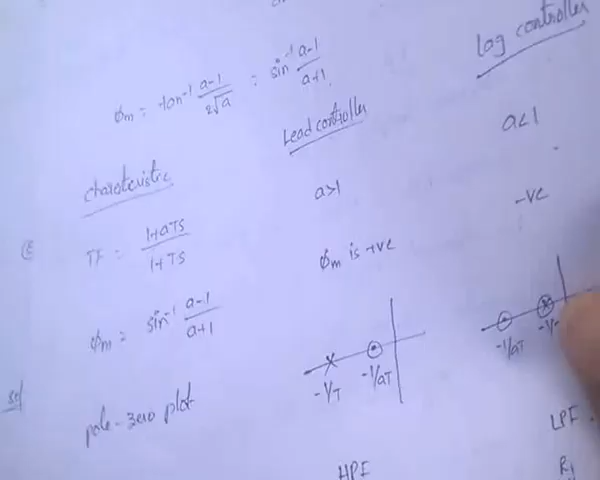 Lag controller
φm = tan⁻¹ a-1/2√a = sin⁻¹ a-1/a+1.
Charoteristic
Lead controller
TF = 1+aTS/1+TS
a>1
a<1
φm = sin⁻¹ a-1/a+1
φm is +ve
-ve
pole-zero plot
-1/T -1/aT
-1/aT
HPF
LPF
R1